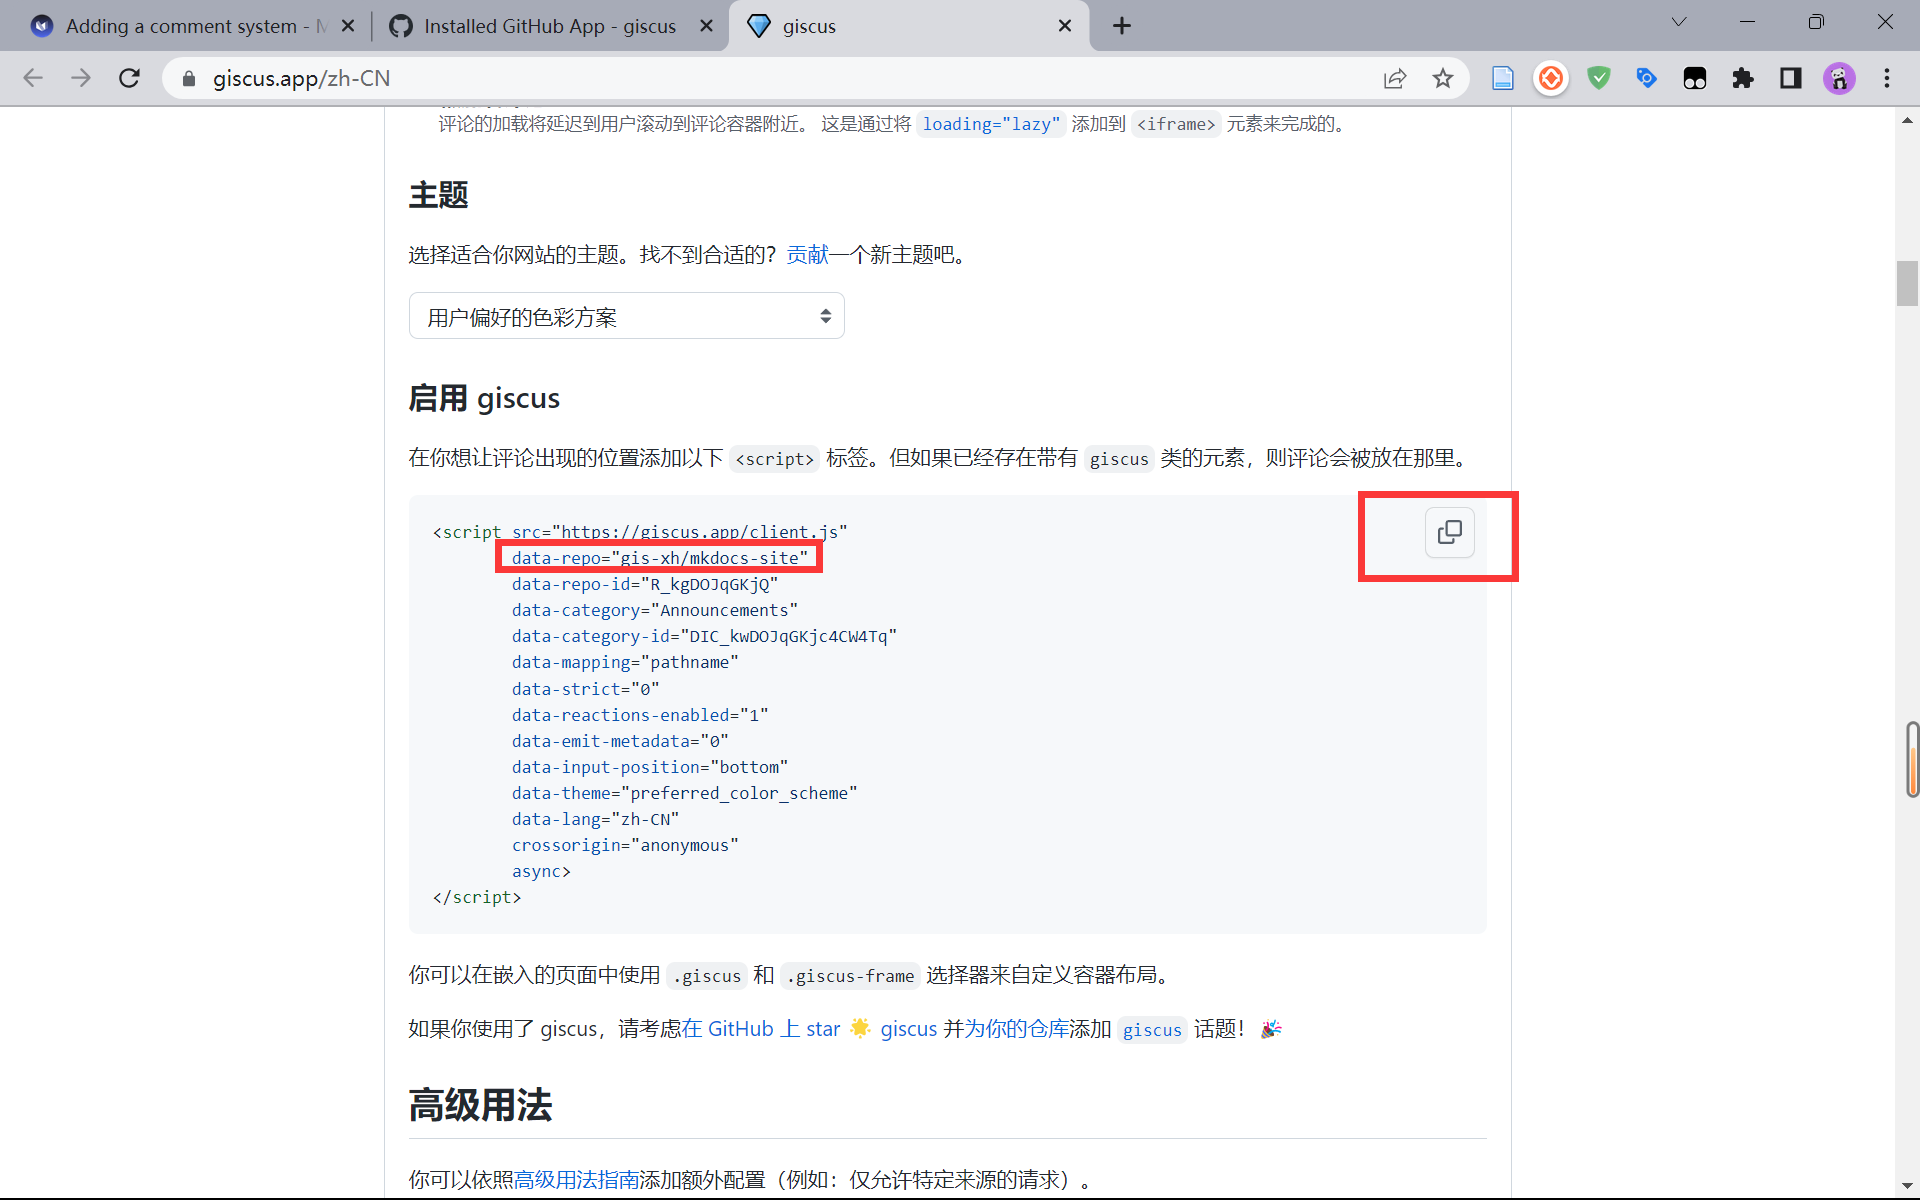 Adding a comment system - M
Installed GitHub App - giscus
giscus
giscus.app/zh-CN
评论的加载将延迟到用户滚动到评论容器附近。 这是通过将 loading="lazy" 添加到 <iframe> 元素来完成的。
主题
选择适合你网站的主题。找不到合适的？贡献一个新主题吧。
用户偏好的色彩方案
启用 giscus
在你想让评论出现的位置添加以下 <script> 标签。但如果已经存在带有 giscus 类的元素，则评论会被放在那里。
<script src="https://giscus.app/client.js"
data-repo="gis-xh/mkdocs-site"
data-repo-id="R_kgDOJqGKjQ"
data-category="Announcements"
data-category-id="DIC_kwDOJqGKjc4CW4Tq"
data-mapping="pathname"
data-strict="0"
data-reactions-enabled="1"
data-emit-metadata="0"
data-input-position="bottom"
data-theme="preferred_color_scheme"
data-lang="zh-CN"
crossorigin="anonymous"
async>
</script>
你可以在嵌入的页面中使用 .giscus 和 .giscus-frame 选择器来自定义容器布局。
如果你使用了 giscus，请考虑在 GitHub 上 star 🌟 giscus 并为你的仓库添加 giscus 话题！🎉
高级用法
你可以依照高级用法指南添加额外配置（例如：仅允许特定来源的请求）。